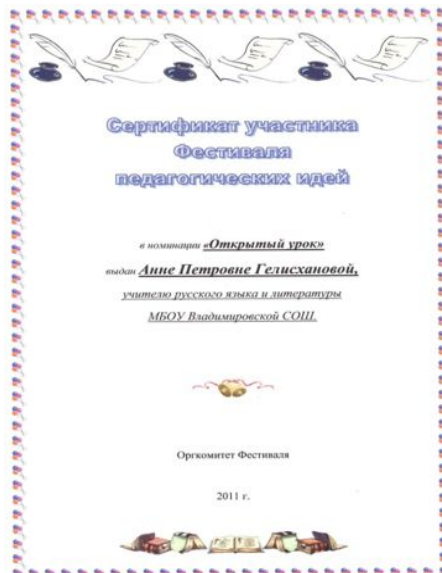 Сертификат участника
Фестиваля
педагогических идей
в номинации «Открытый урок»
выдан Анне Петровне Гелисхановой,
учителю русского языка и литературы
МБОУ Владимировской СОШ.
Оргкомитет Фестиваля
2011 г.